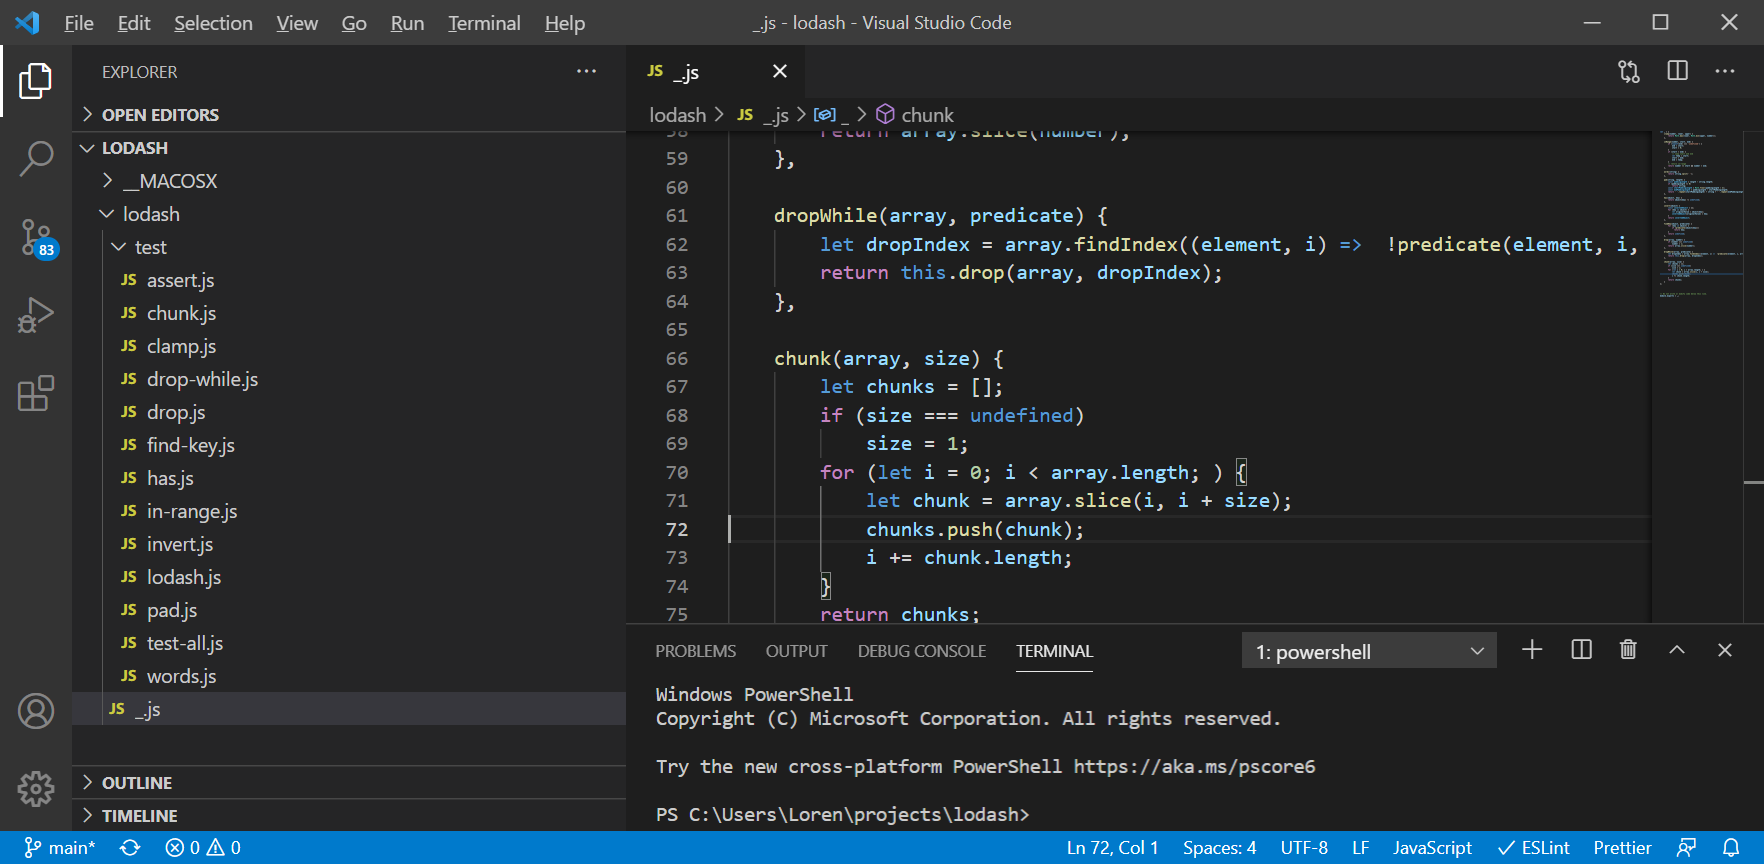 File Edit Selection View Go Run Terminal Help _.js - lodash - Visual Studio Code
EXPLORER
OPEN EDITORS
LODASH
__MACOSX
lodash
test
JS assert.js
JS chunk.js
JS clamp.js
JS drop-while.js
JS drop.js
JS find-key.js
JS has.js
JS in-range.js
JS invert.js
JS lodash.js
JS pad.js
JS test-all.js
JS words.js
JS _.js
OUTLINE
TIMELINE
83
JS _.js
lodash > JS _.js > _ > chunk
58 return array.slice(number);
59 },
60
61 dropWhile(array, predicate) {
62 let dropIndex = array.findIndex((element, i) =>  !predicate(element, i,
63 return this.drop(array, dropIndex);
64 },
65
66 chunk(array, size) {
67 let chunks = [];
68 if (size === undefined)
69 size = 1;
70 for (let i = 0; i < array.length; ) {
71 let chunk = array.slice(i, i + size);
72 chunks.push(chunk);
73 i += chunk.length;
74 }
75 return chunks;
PROBLEMS OUTPUT DEBUG CONSOLE TERMINAL 1: powershell
Windows PowerShell
Copyright (C) Microsoft Corporation. All rights reserved.
Try the new cross-platform PowerShell https://aka.ms/pscore6
PS C:\Users\Loren\projects\lodash>
main* 0 0 Ln 72, Col 1 Spaces: 4 UTF-8 LF JavaScript ESLint Prettier